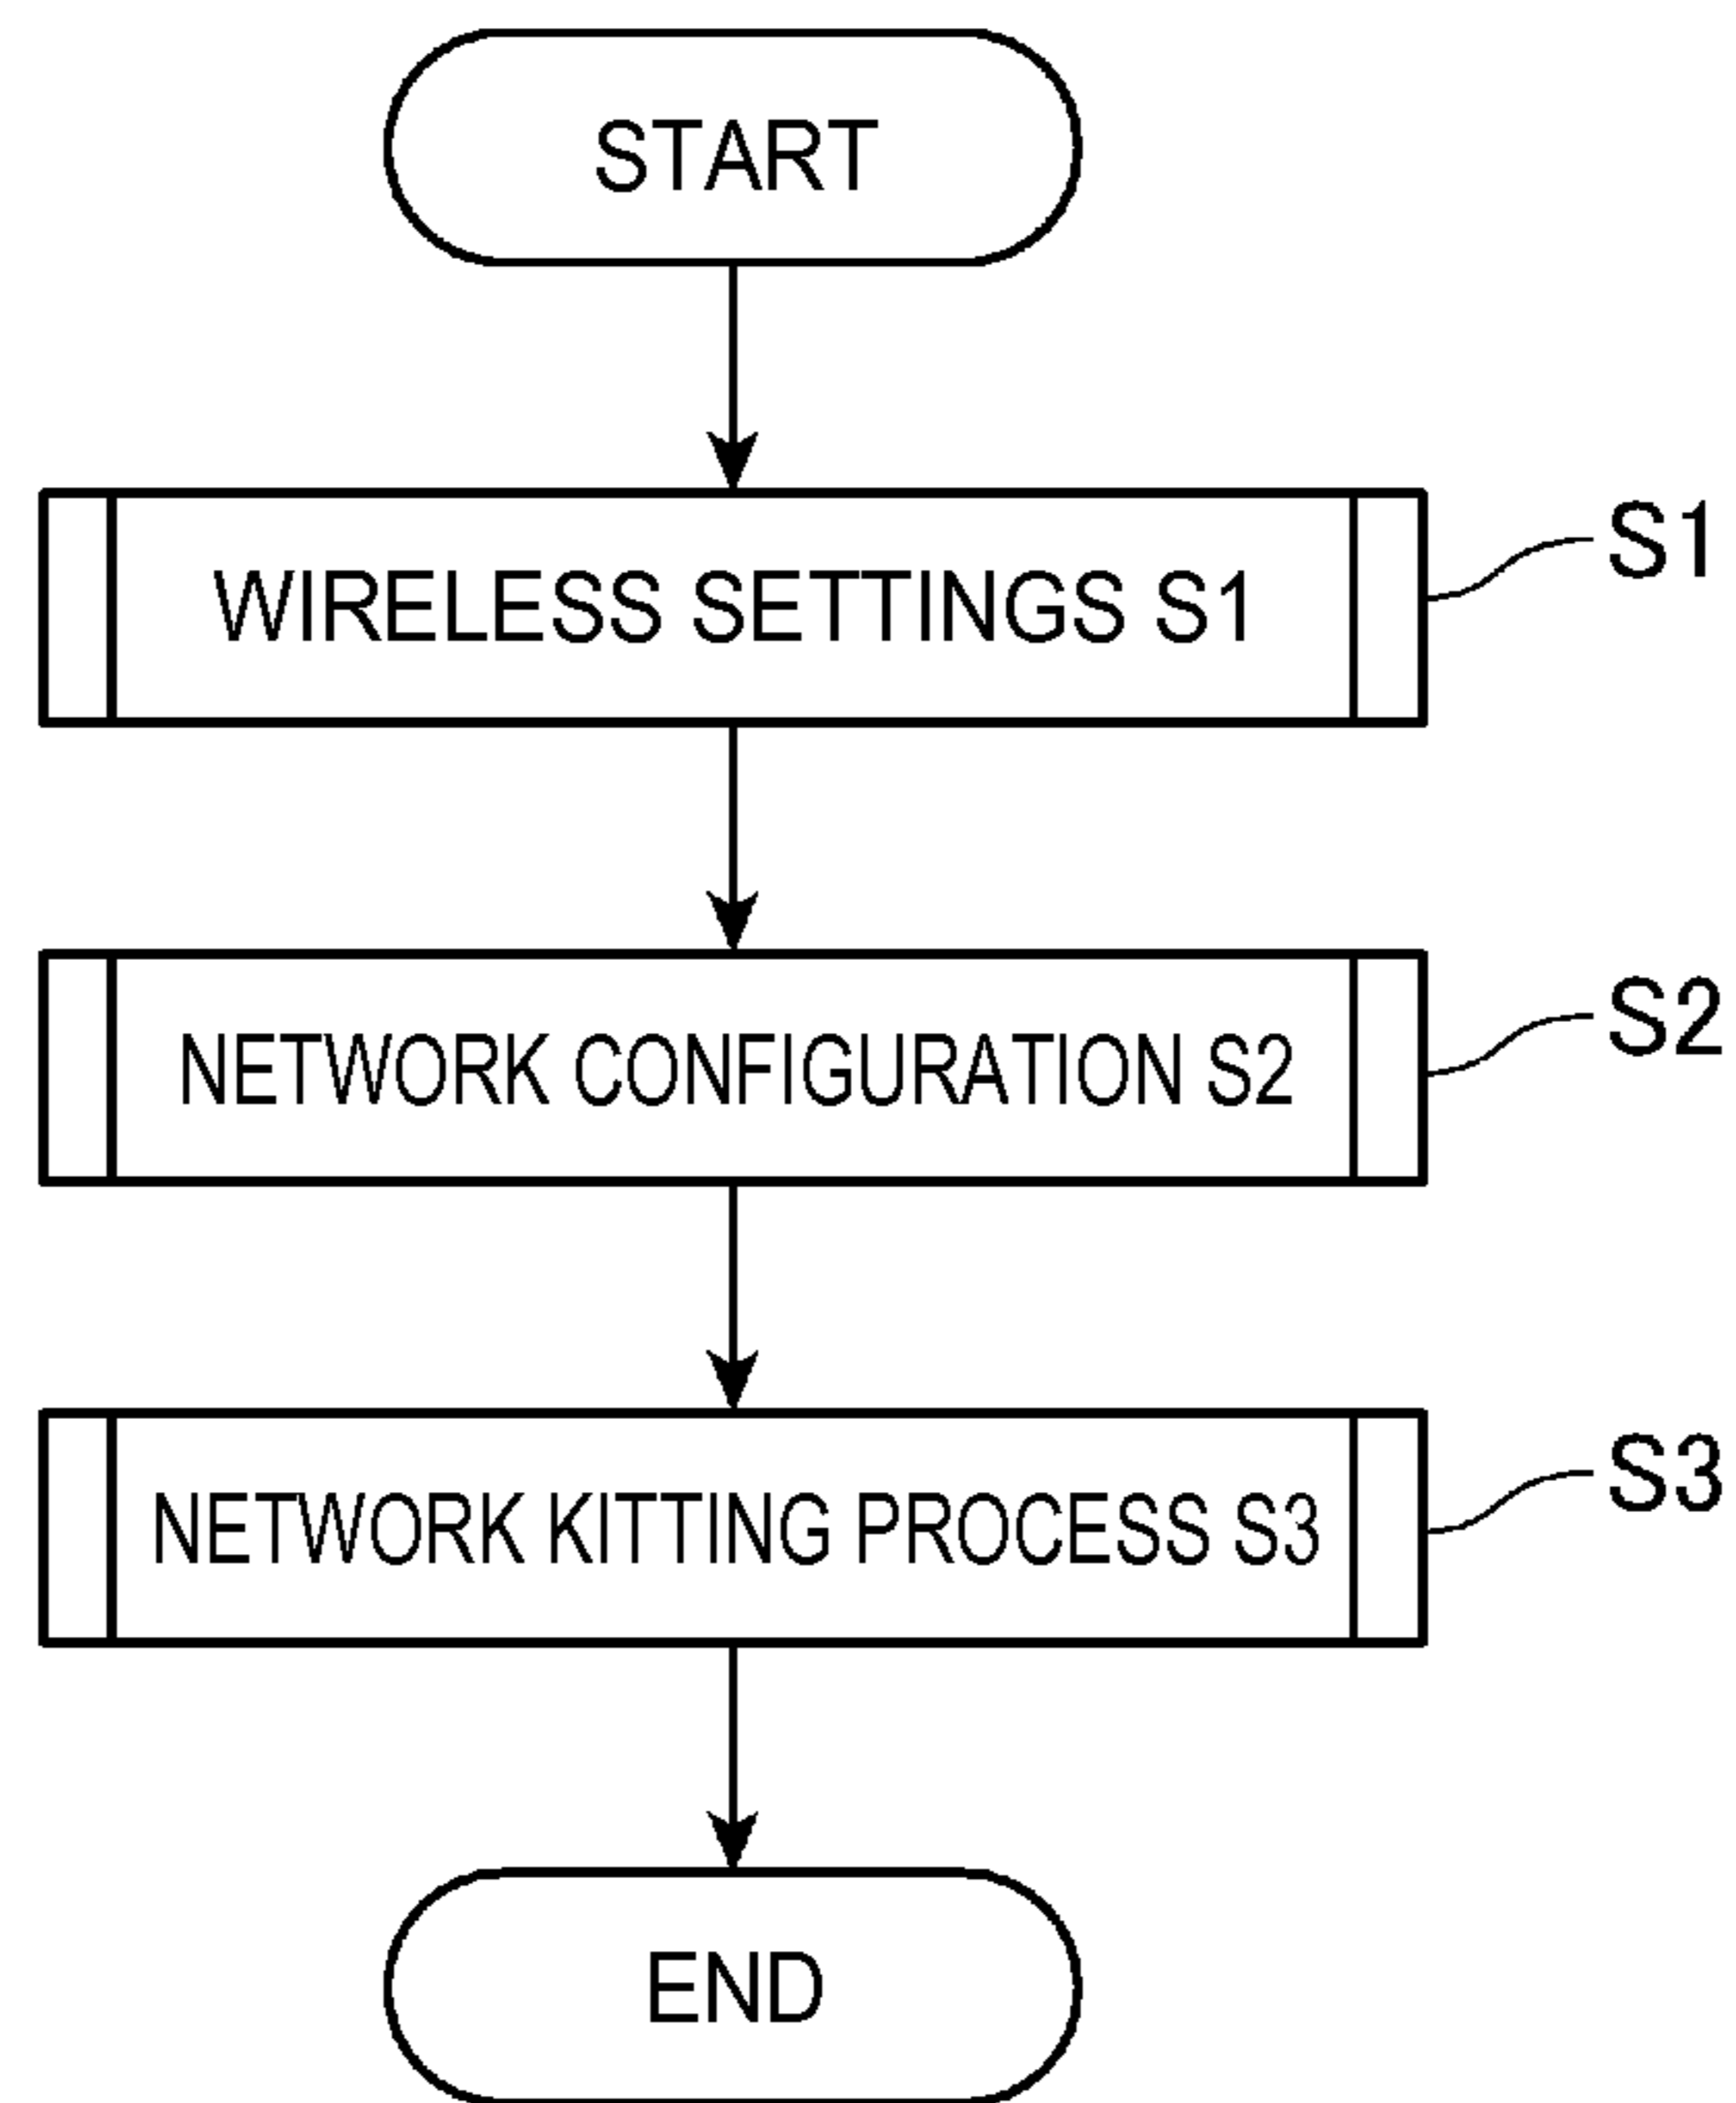 START
WIRELESS SETTINGS S1
S1
NETWORK CONFIGURATION S2
S2
NETWORK KITTING PROCESS S3
S3
END